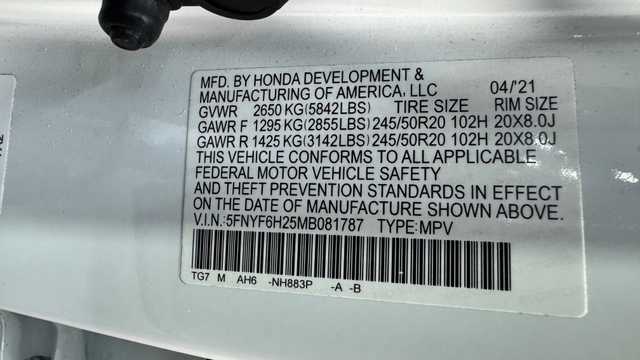 MFD. BY HONDA DEVELOPMENT &
MANUFACTURING OF AMERICA, LLC 04/'21
GVWR 2650 KG(5842LBS) TIRE SIZE RIM SIZE
GAWR F 1295 KG(2855LBS) 245/50R20 102H 20X8.0J
GAWR R 1425 KG(3142LBS) 245/50R20 102H 20X8.0J
THIS VEHICLE CONFORMS TO ALL APPLICABLE
FEDERAL MOTOR VEHICLE SAFETY
AND THEFT PREVENTION STANDARDS IN EFFECT
ON THE DATE OF MANUFACTURE SHOWN ABOVE.
V.I.N.:5FNYF6H25MB081787 TYPE:MPV
TG7 M AH6 -NH883P -A -B